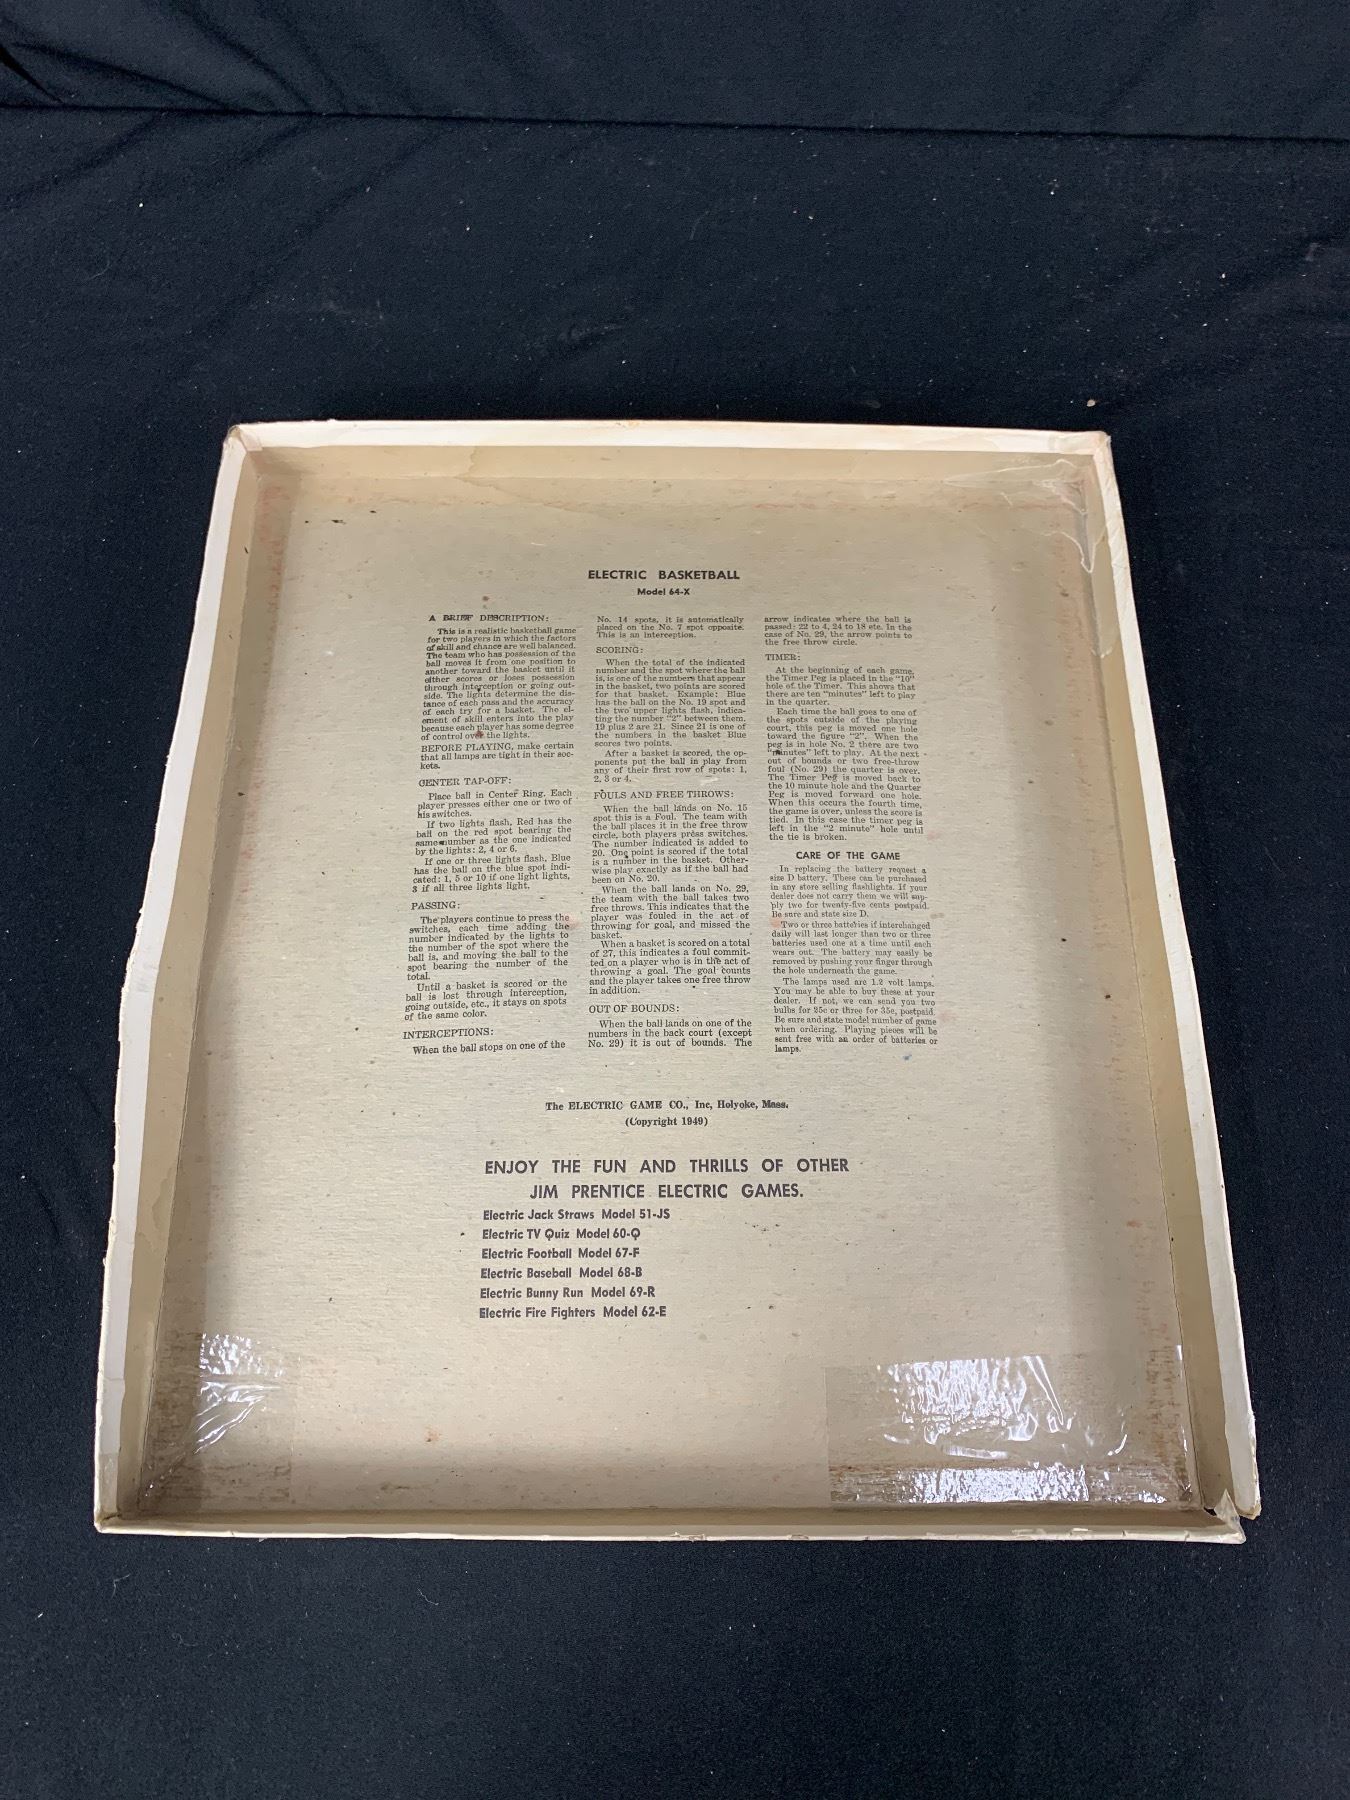 ELECTRIC BASKETBALL
Model 64-X
A BRIEF DESCRIPTION:
This is a realistic basketball game
for two players in which the factors
of skill and chance are well balanced.
The team who has possession of the
ball moves it from one position to
another toward the basket until it
either scores or loses possession
through interception or going out-
side. The lights determine the dis-
tance of each pass and the accuracy
of each try for a basket. The el-
ement of skill enters into the play
because each player has some degree
of control over the lights.
BEFORE PLAYING, make certain
that all lamps are tight in their soc-
kets.
CENTER TAP-OFF:
Place ball in Center Ring. Each
player presses either one or two of
his switches.
If two lights flash, Red has the
ball on the red spot bearing the
same number as the one indicated
by the lights: 2, 4 or 6.
If one or three lights flash, Blue
has the ball on the blue spot indi-
cated: 1, 5 or 10 if one light lights,
3 if all three lights light.
PASSING:
The players continue to press the
switches, each time adding the
number indicated by the lights to
the number of the spot where the
ball is, and moving the ball to the
spot bearing the number of the
total.
Until a basket is scored or the
ball is lost through interception,
going outside, etc., it stays on spots
of the same color.
INTERCEPTIONS:
When the ball stops on one of the
No. 14 spots, it is automatically
placed on the No. 7 spot opposite.
This is an interception.
SCORING:
When the total of the indicated
number and the spot where the ball
is, is one of the numbers that appear
in the basket, two points are scored
for that basket. Example: Blue
has the ball on the No. 19 spot and
the two upper lights flash, indica-
ting the number "2" between them.
19 plus 2 are 21. Since 21 is one of
the numbers in the basket Blue
scores two points.
After a basket is scored, the op-
ponents put the ball in play from
any of their first row of spots: 1,
2, 3 or 4.
FOULS AND FREE THROWS:
When the ball lands on No. 15
spot this is a Foul. The team with
the ball places it in the free throw
circle, both players press switches.
The number indicated is added to
20. One point is scored if the total
is a number in the basket. Other-
wise play exactly as if the ball had
been on No. 20.
When the ball lands on No. 29,
the team with the ball takes two
free throws. This indicates that the
player was fouled in the act of
throwing for goal, and missed the
basket.
When a basket is scored on a total
of 27, this indicates a foul commit-
ted on a player who is in the act of
throwing a goal. The goal counts
and the player takes one free throw
in addition.
OUT OF BOUNDS:
When the ball lands on one of the
numbers in the back court (except
No. 29) it is out of bounds. The
arrow indicates where the ball is
passed: 22 to 4, 24 to 18 etc. In the
case of No. 29, the arrow points to
the free throw circle.
TIMER:
At the beginning of each game,
the Timer Peg is placed in the "10"
hole of the Timer. This shows that
there are ten "minutes" left to play
in the quarter.
Each time the ball goes to one of
the spots outside of the playing
court, this peg is moved one hole
toward the figure "2". When the
peg is in hole No. 2 there are two
"minutes" left to play. At the next
out of bounds or two free-throw
foul (No. 29) the quarter is over.
The Timer Peg is moved back to
the 10 minute hole and the Quarter
Peg is moved forward one hole.
When this occurs the fourth time,
the game is over, unless the score is
tied. In this case the timer peg is
left in the "2 minute" hole until
the tie is broken.
CARE OF THE GAME
In replacing the battery request a
size D battery. These can be purchased
in any store selling flashlights. If your
dealer does not carry them we will sup-
ply two for twenty-five cents postpaid.
Be sure and state size D.
Two or three batteries if interchanged
daily will last longer than two or three
batteries used one at a time until each
wears out. The battery may easily be
removed by pushing your finger through
the hole underneath the game.
The lamps used are 1.2 volt lamps.
You may be able to buy these at your
dealer. If not, we can send you two
bulbs for 25c or three for 35c, postpaid.
Be sure and state model number of game
when ordering. Playing pieces will be
sent free with an order of batteries or
lamps.
The ELECTRIC GAME CO., Inc, Holyoke, Mass.
(Copyright 1949)
ENJOY THE FUN AND THRILLS OF OTHER
JIM PRENTICE ELECTRIC GAMES.
Electric Jack Straws Model 51-JS
Electric TV Quiz Model 60-Q
Electric Football Model 67-F
Electric Baseball Model 68-B
Electric Bunny Run Model 69-R
Electric Fire Fighters Model 62-E